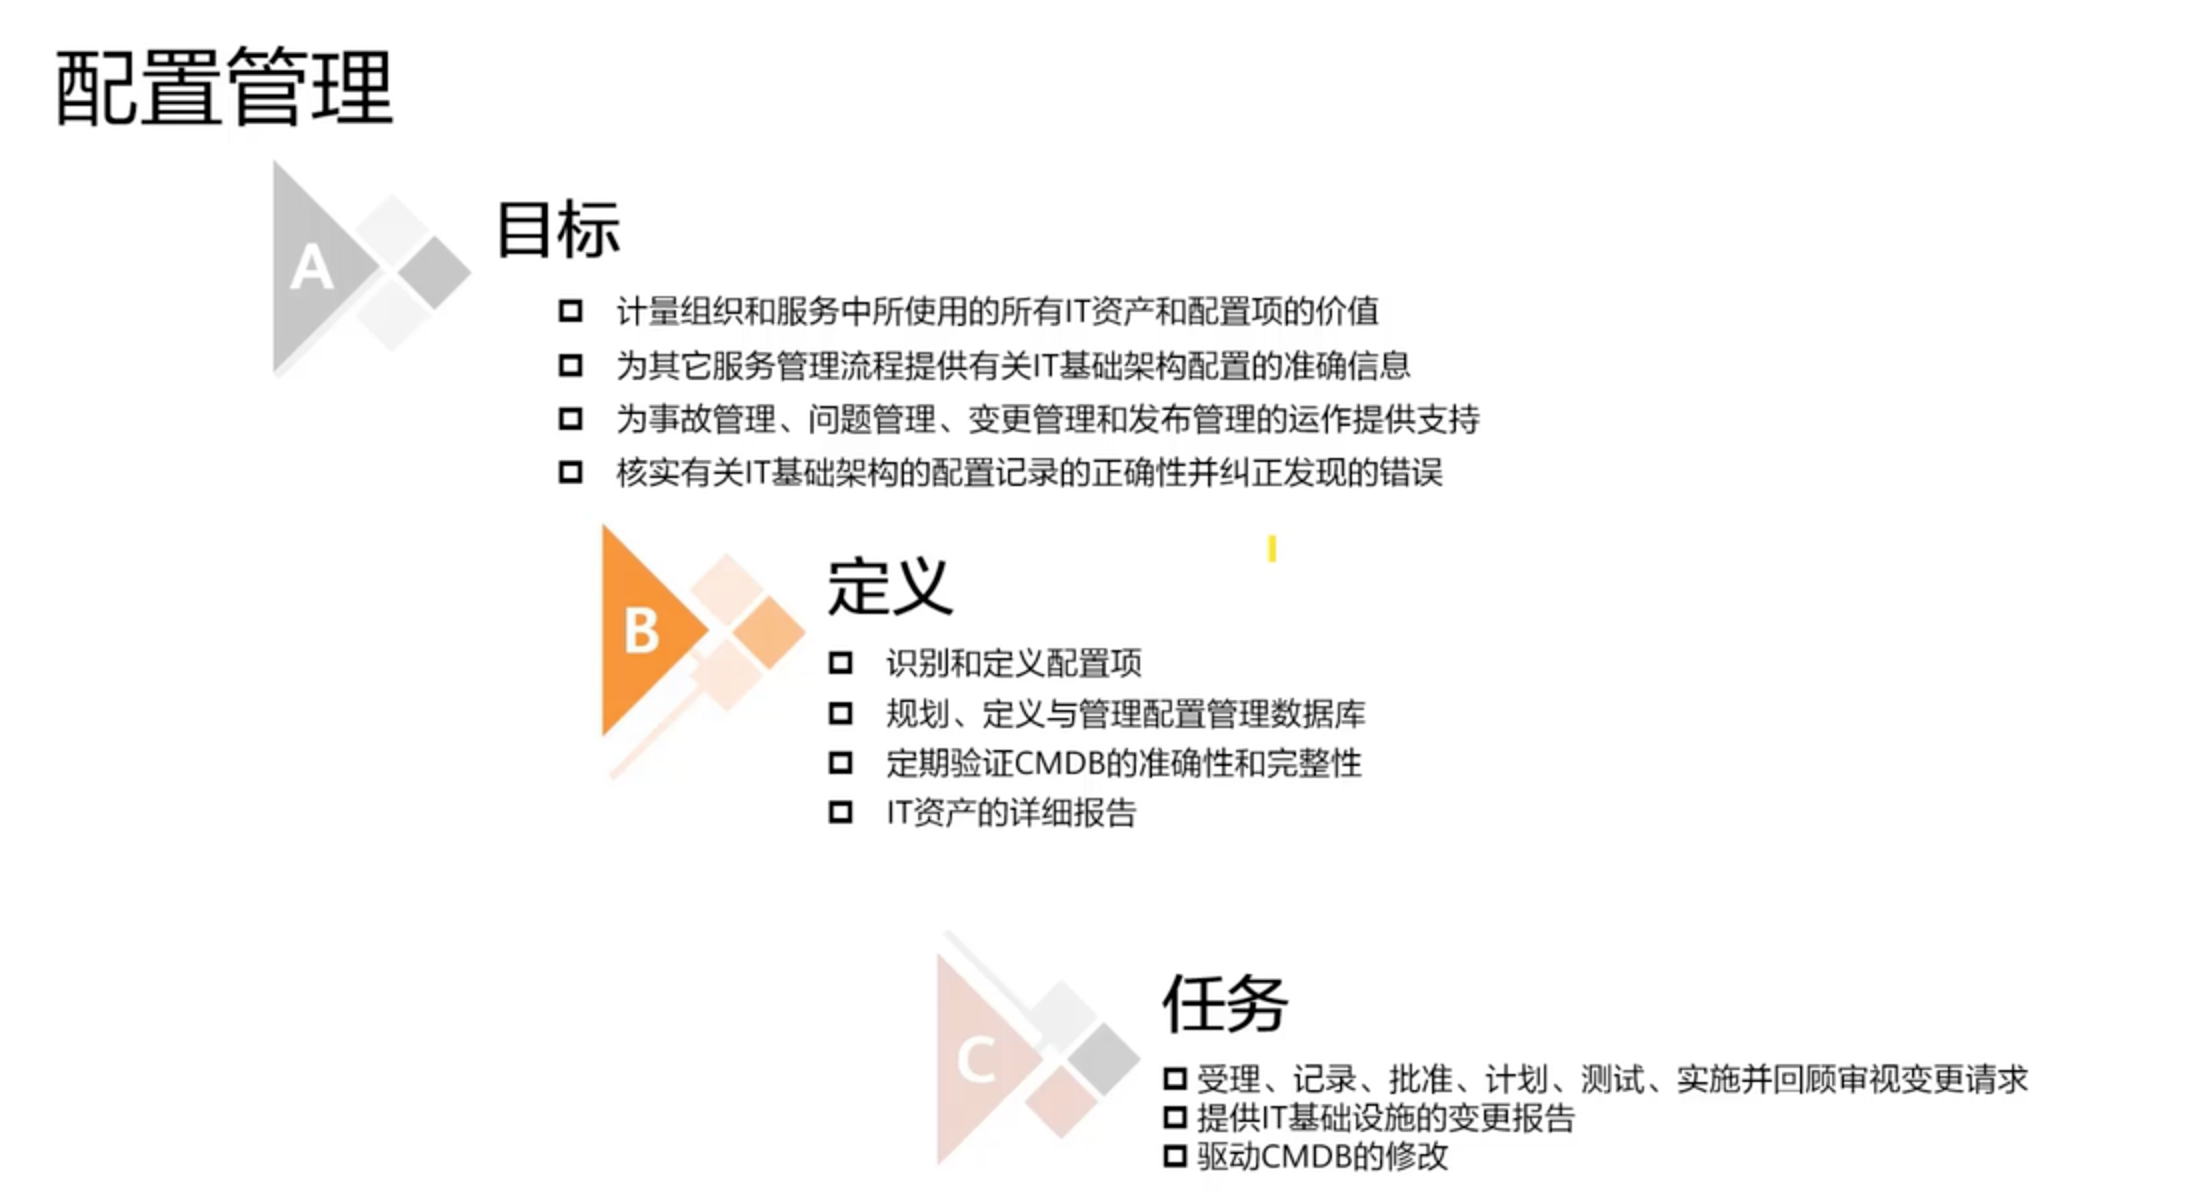 配置管理
A
目标
计量组织和服务中所使用的所有IT资产和配置项的价值
为其它服务管理流程提供有关IT基础架构配置的准确信息
为事故管理、问题管理、变更管理和发布管理的运作提供支持
核实有关IT基础架构的配置记录的正确性并纠正发现的错误
B
定义
识别和定义配置项
规划、定义与管理配置管理数据库
定期验证CMDB的准确性和完整性
IT资产的详细报告
C
任务
受理、记录、批准、计划、测试、实施并回顾审视变更请求
提供IT基础设施的变更报告
驱动CMDB的修改